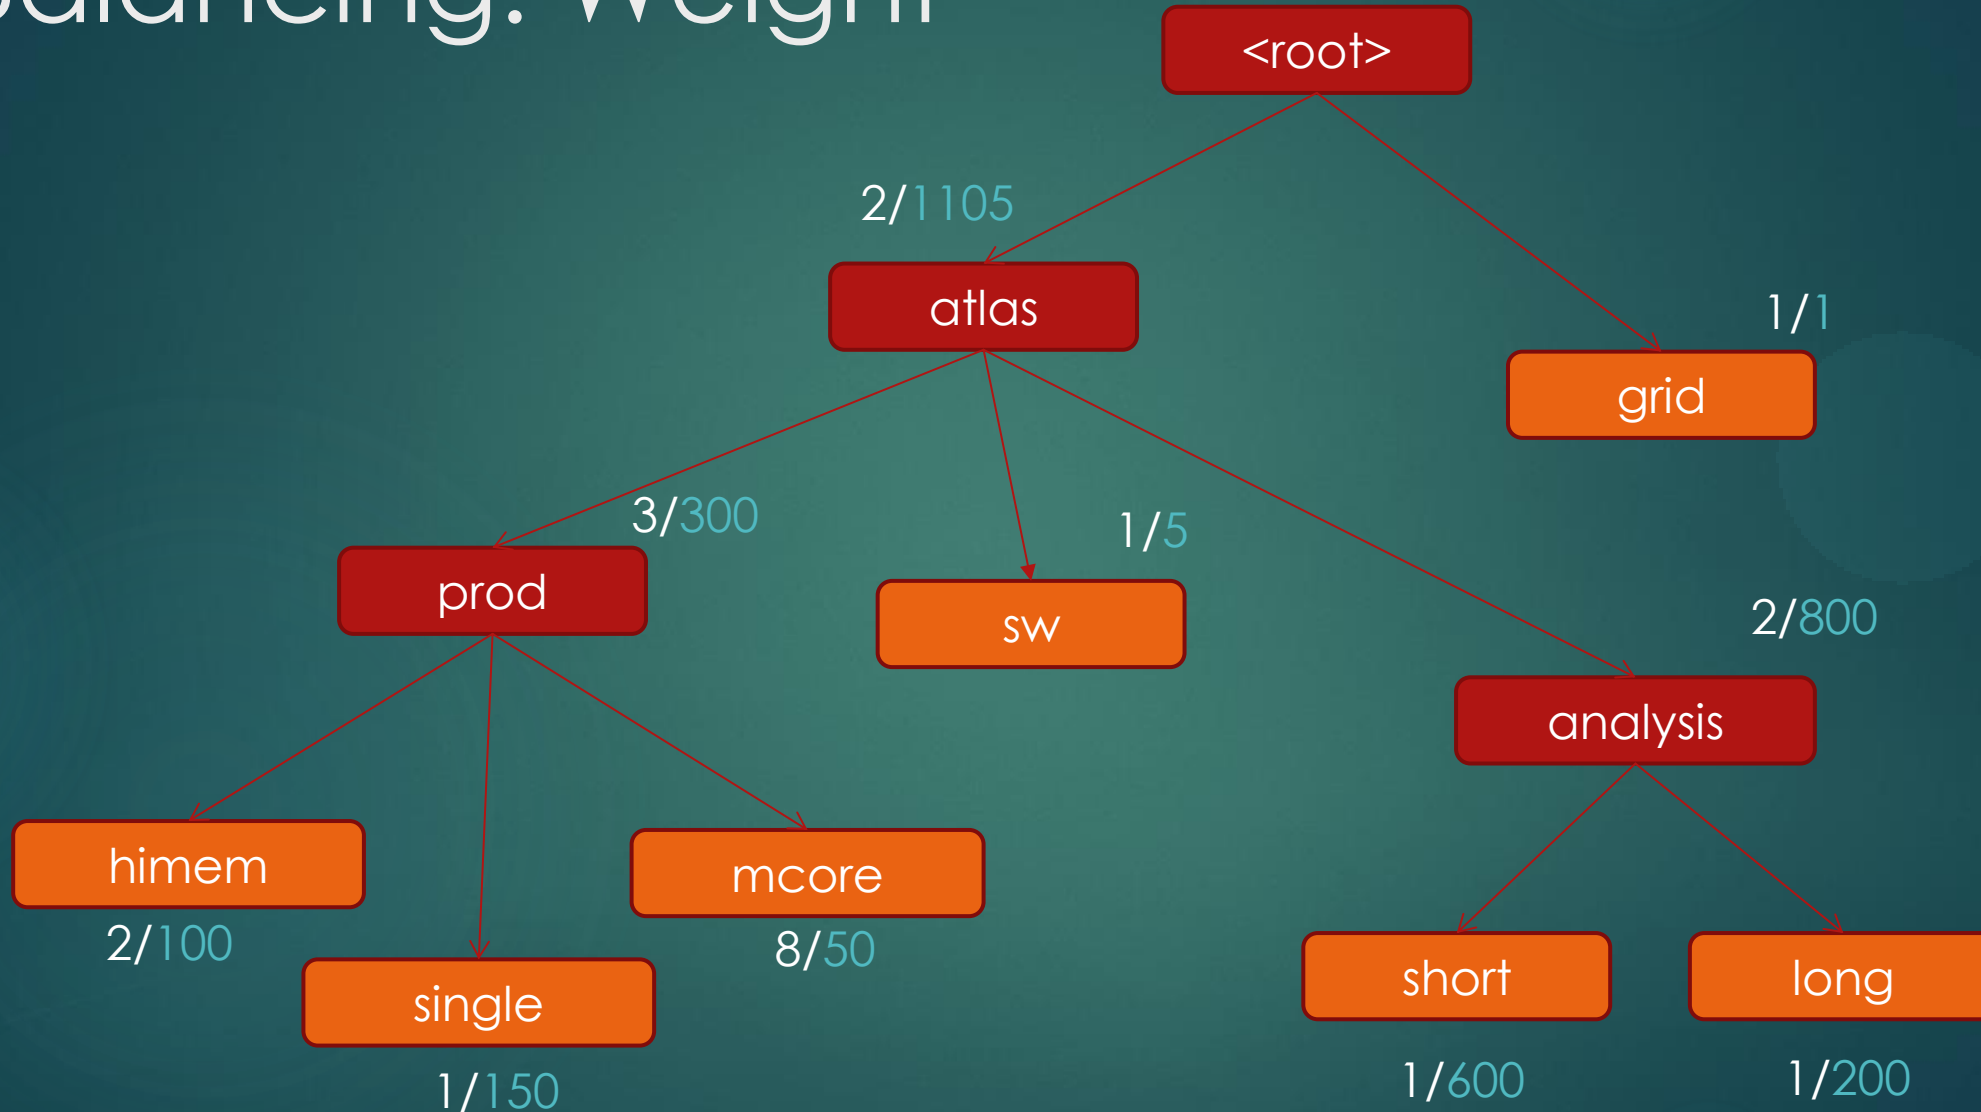 <root>
2/1105
atlas
1/1
grid
3/300
1/5
prod
sw
2/800
analysis
himem
mcore
2/100
8/50
single
short
long
1/150
1/600
1/200